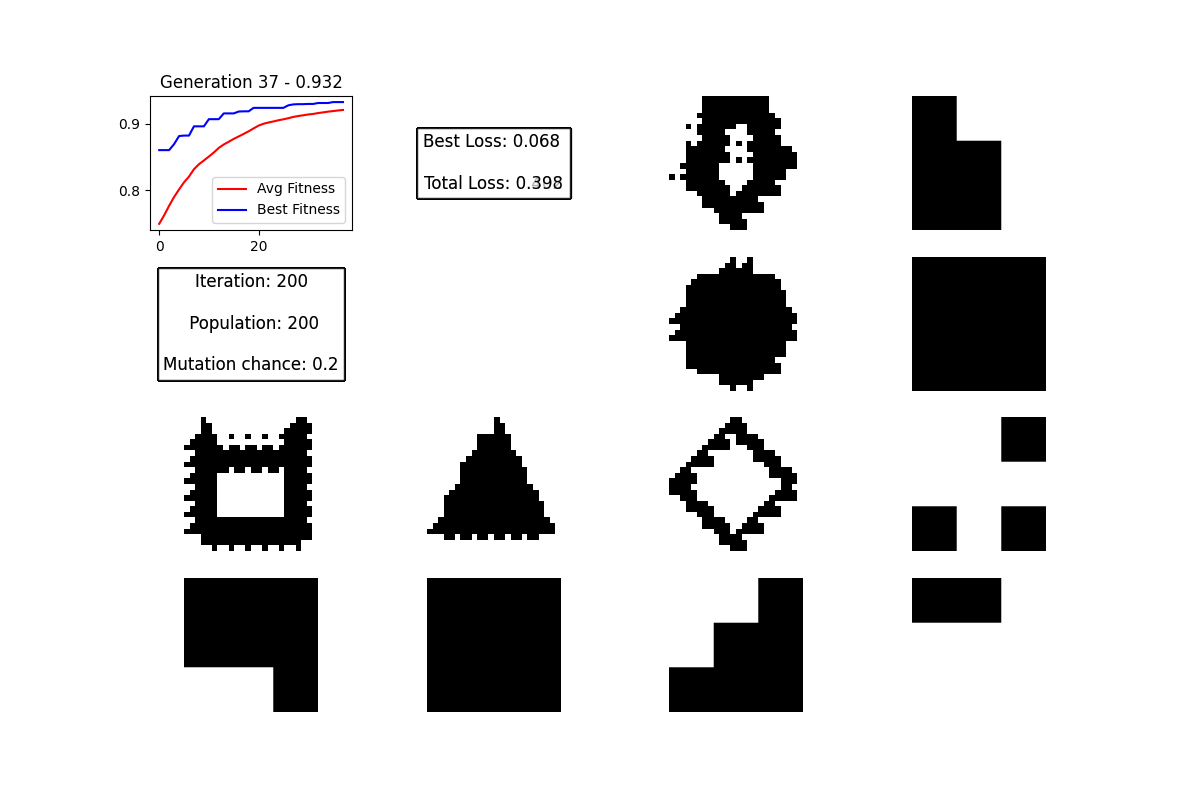 Generation 37 - 0.932
0.9
0.8
0 20
Avg Fitness
Best Fitness
Best Loss: 0.068
Total Loss: 0.398
Iteration: 200
Population: 200
Mutation chance: 0.2